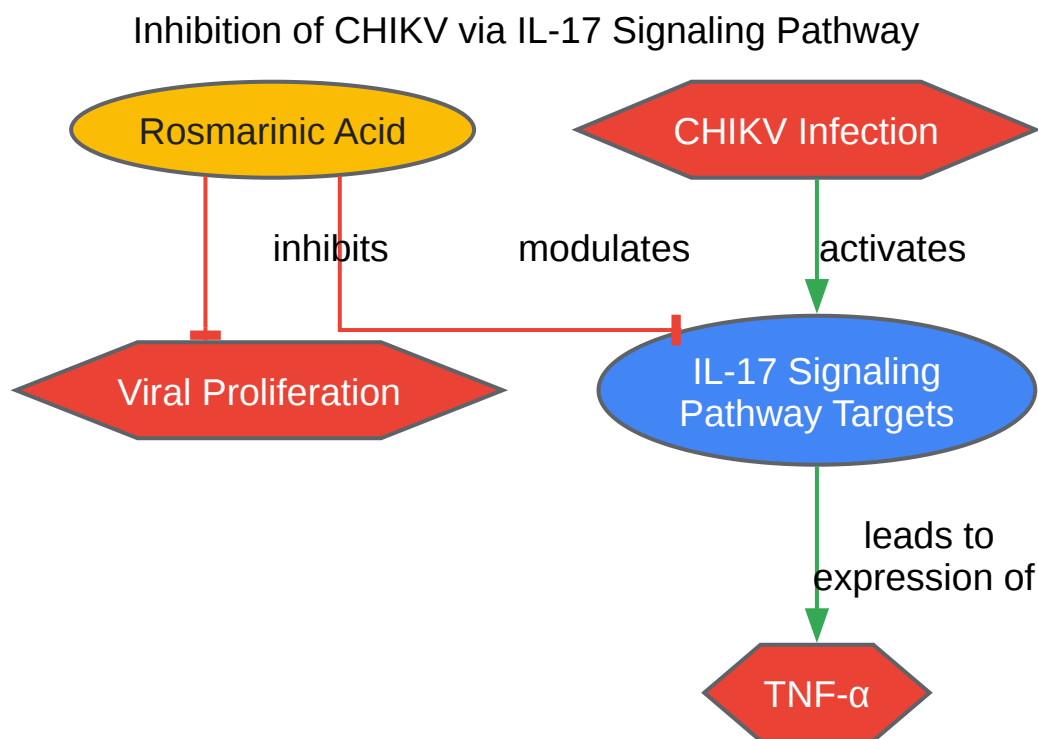 Inhibition of CHIKV via IL-17 Signaling Pathway
Rosmarinic Acid
CHIKV Infection
inhibits
modulates
activates
Viral Proliferation
IL-17 Signaling
Pathway Targets
leads to
expression of
TNF-α